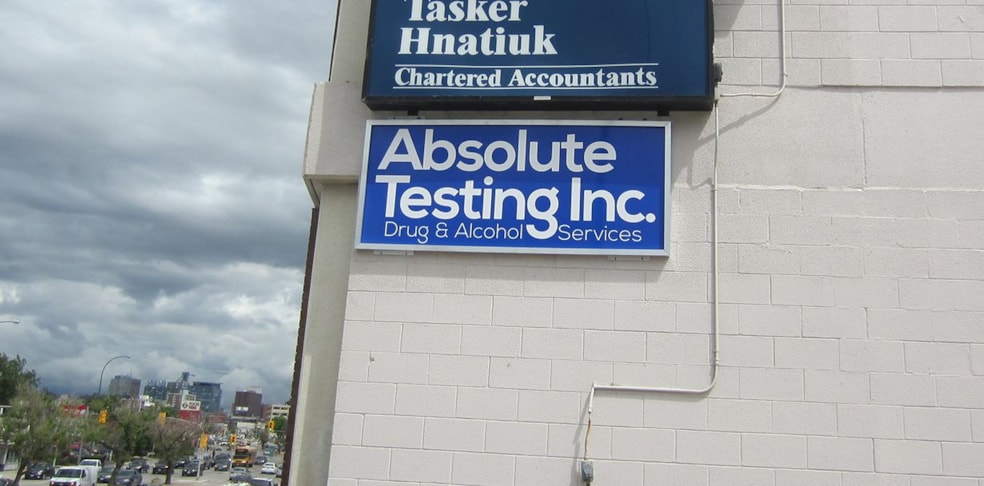 Tasker
Hnatiuk
Chartered Accountants
Absolute
Testing Inc.
Drug & Alcohol Services